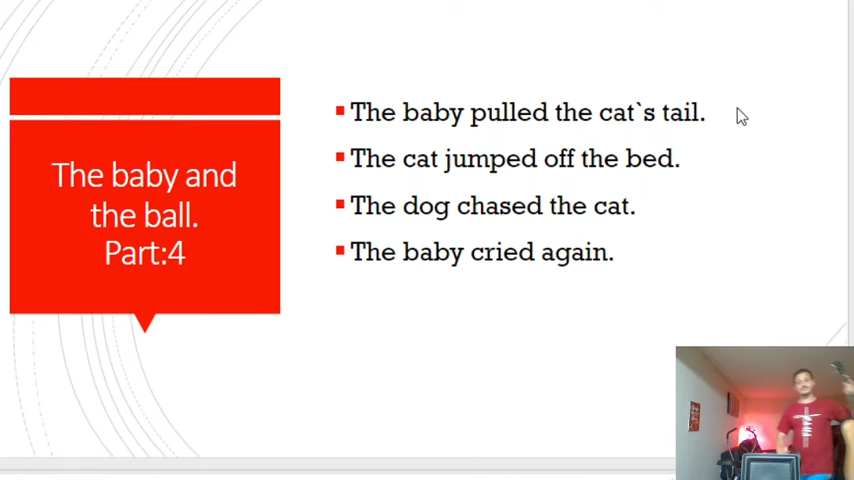 The baby and
the ball.
Part:4
The baby pulled the cat`s tail.
The cat jumped off the bed.
The dog chased the cat.
The baby cried again.